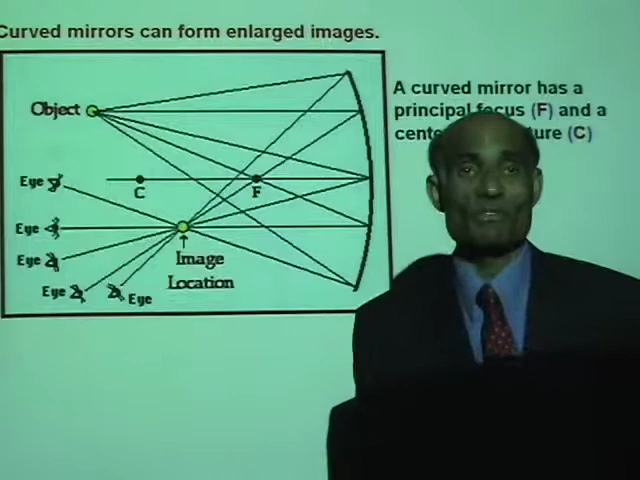 Curved mirrors can form enlarged images.
Object
A curved mirror has a
principal focus (F) and a
cente ure (C)
Eye
C
F
Eye
Eye
Image
Location
Eye
Eye